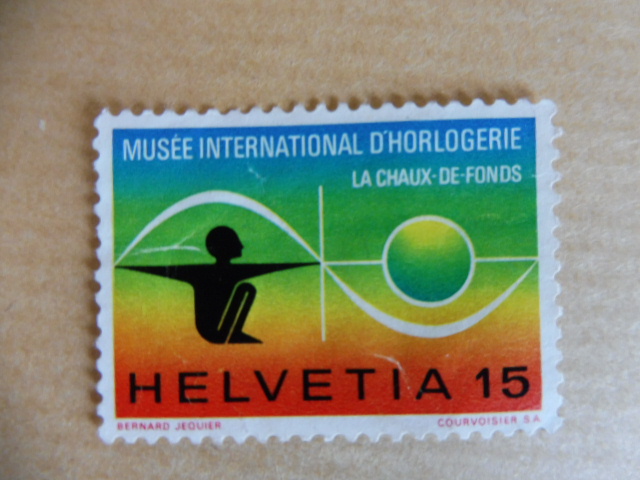 MUSÉE INTERNATIONAL D'HORLOGERIE
LA CHAUX-DE-FONDS
HELVETIA 15
BERNARD JEQUIER COURVOISIER S.A